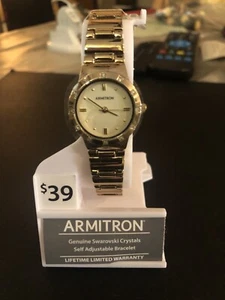 ARMITRON
$39
ARMITRON
Genuine Swarovski Crystals
Self Adjustable Bracelet
LIFETIME LIMITED WARRANTY